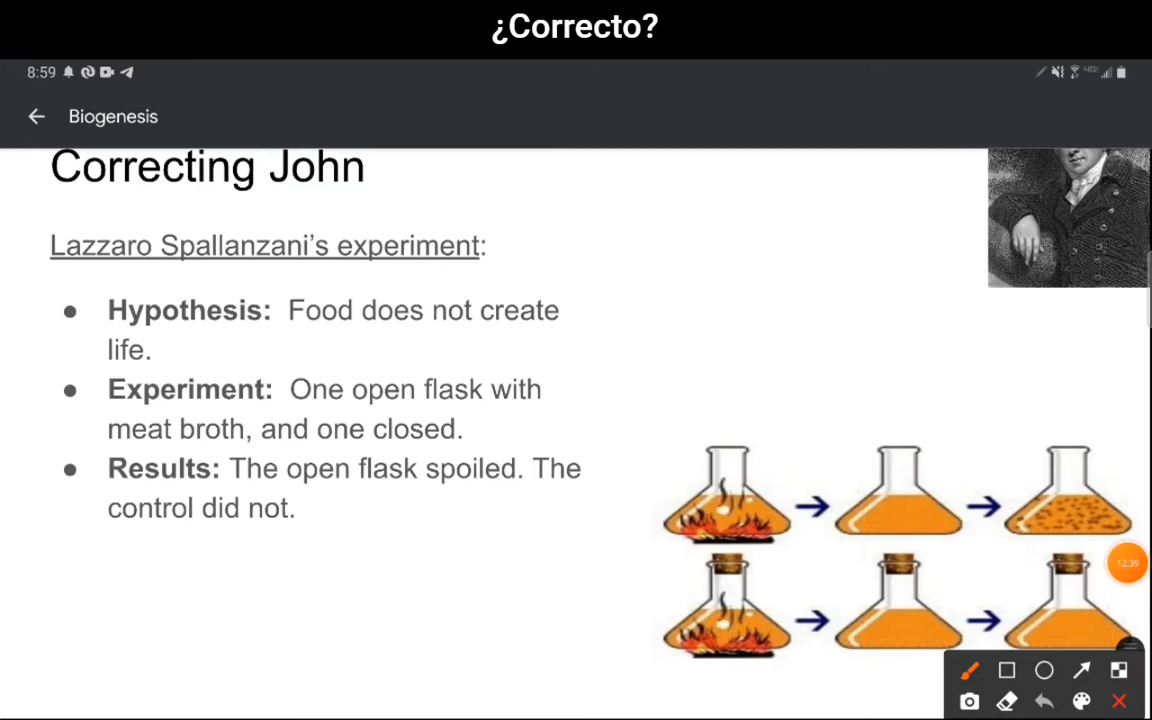 ¿Correcto?
8:59
Biogenesis
Correcting John
Lazzaro Spallanzani’s experiment:
● Hypothesis: Food does not create
life.
● Experiment: One open flask with
meat broth, and one closed.
● Results: The open flask spoiled. The
control did not.
12:39